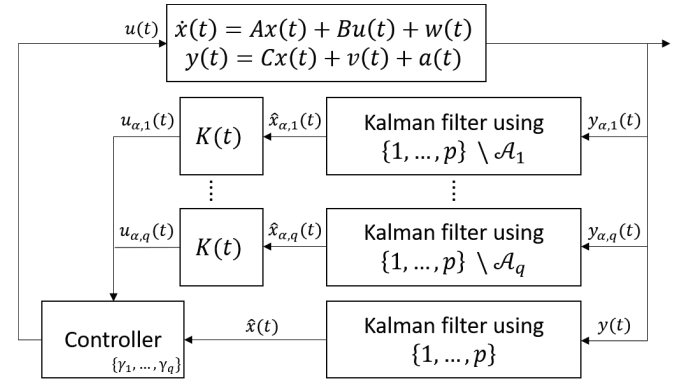 u(t)
ẋ(t) = Ax(t) + Bu(t) + w(t)
y(t) = Cx(t) + v(t) + a(t)
u_{α,1}(t)
K(t)
x̂_{α,1}(t)
Kalman filter using
{1, ..., p} \ 𝒜_1
y_{α,1}(t)
u_{α,q}(t)
K(t)
x̂_{α,q}(t)
Kalman filter using
{1, ..., p} \ 𝒜_q
y_{α,q}(t)
Controller
{γ_1, ..., γ_q}
x̂(t)
Kalman filter using
{1, ..., p}
y(t)